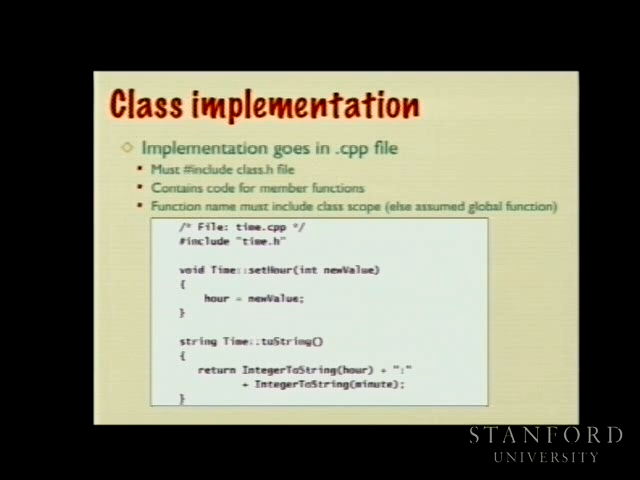 Class implementation
Implementation goes in .cpp file
Must #include class.h file
Contains code for member functions
Function name must include class scope (else assumed global function)
/* File: time.cpp */
#include "time.h"
void Time::setHour(int newValue)
{
hour = newValue;
}
string Time::toString()
{
return IntegerToString(hour) + ":"
+ IntegerToString(minute);
}
STANFORD
UNIVERSITY